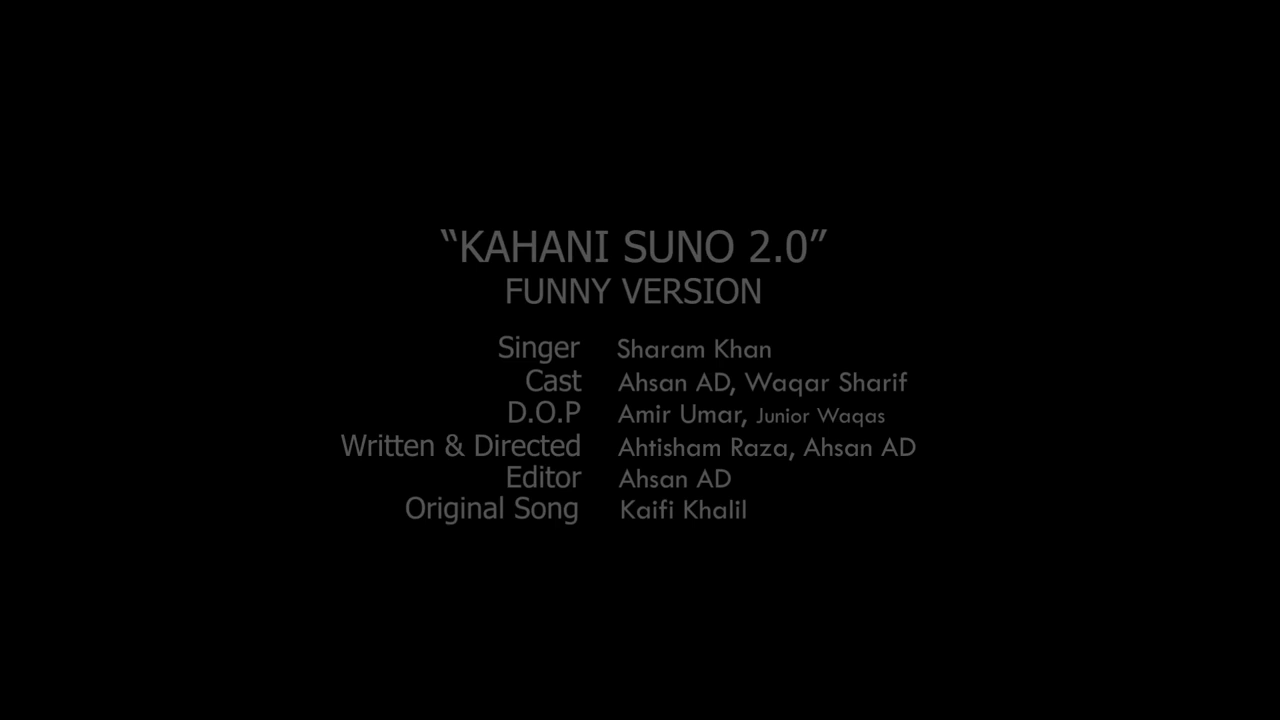 “KAHANI SUNO 2.0”
FUNNY VERSION
Singer Sharam Khan
Cast Ahsan AD, Waqar Sharif
D.O.P Amir Umar, Junior Waqas
Written & Directed Ahtisham Raza, Ahsan AD
Editor Ahsan AD
Original Song Kaifi Khalil